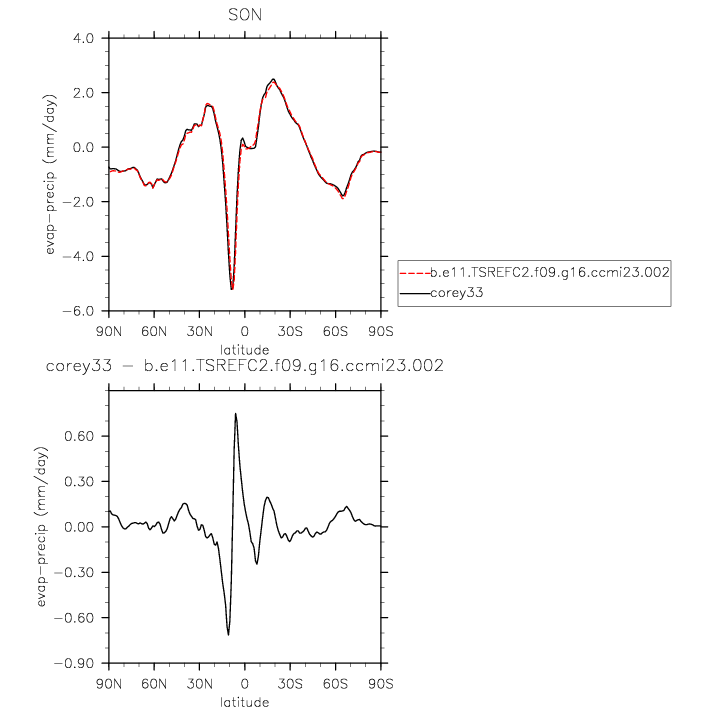 SON
4.0
2.0
0.0
−2.0
−4.0
−6.0
evap−precip (mm/day)
90N 60N 30N 0 30S 60S 90S
latitude
b.e11.TSREFC2.f09.g16.ccmi23.002
corey33
corey33 − b.e11.TSREFC2.f09.g16.ccmi23.002
0.60
0.30
0.00
−0.30
−0.60
−0.90
evap−precip (mm/day)
90N 60N 30N 0 30S 60S 90S
latitude